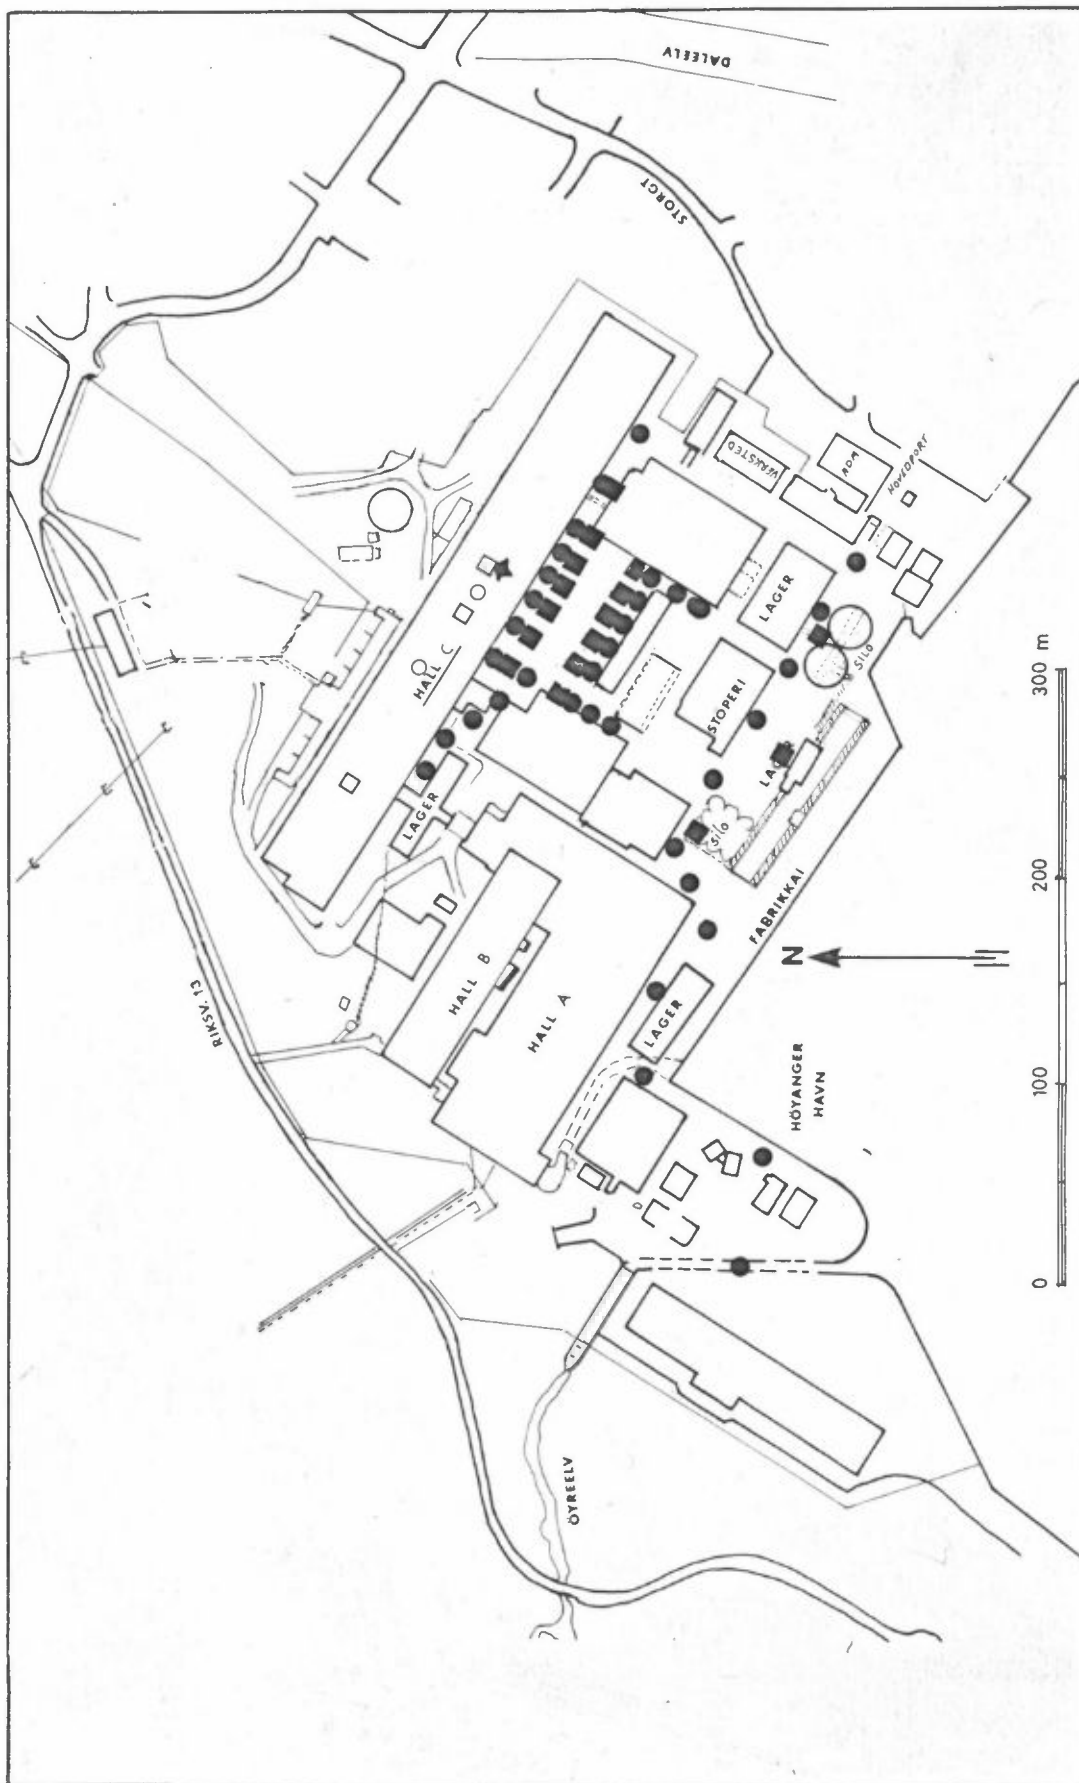 DALEELV
STORGT
RIKSV. 13
HALL C
VERKSTED
ADM
HOVEDPORT
LAGER
LAGER
STOPERI
SILO
SILO
FABRIKKAI
HALL B
HALL A
LAGER
HÖYANGER
HAVN
ÖYREELV
N
0 100 200 300 m